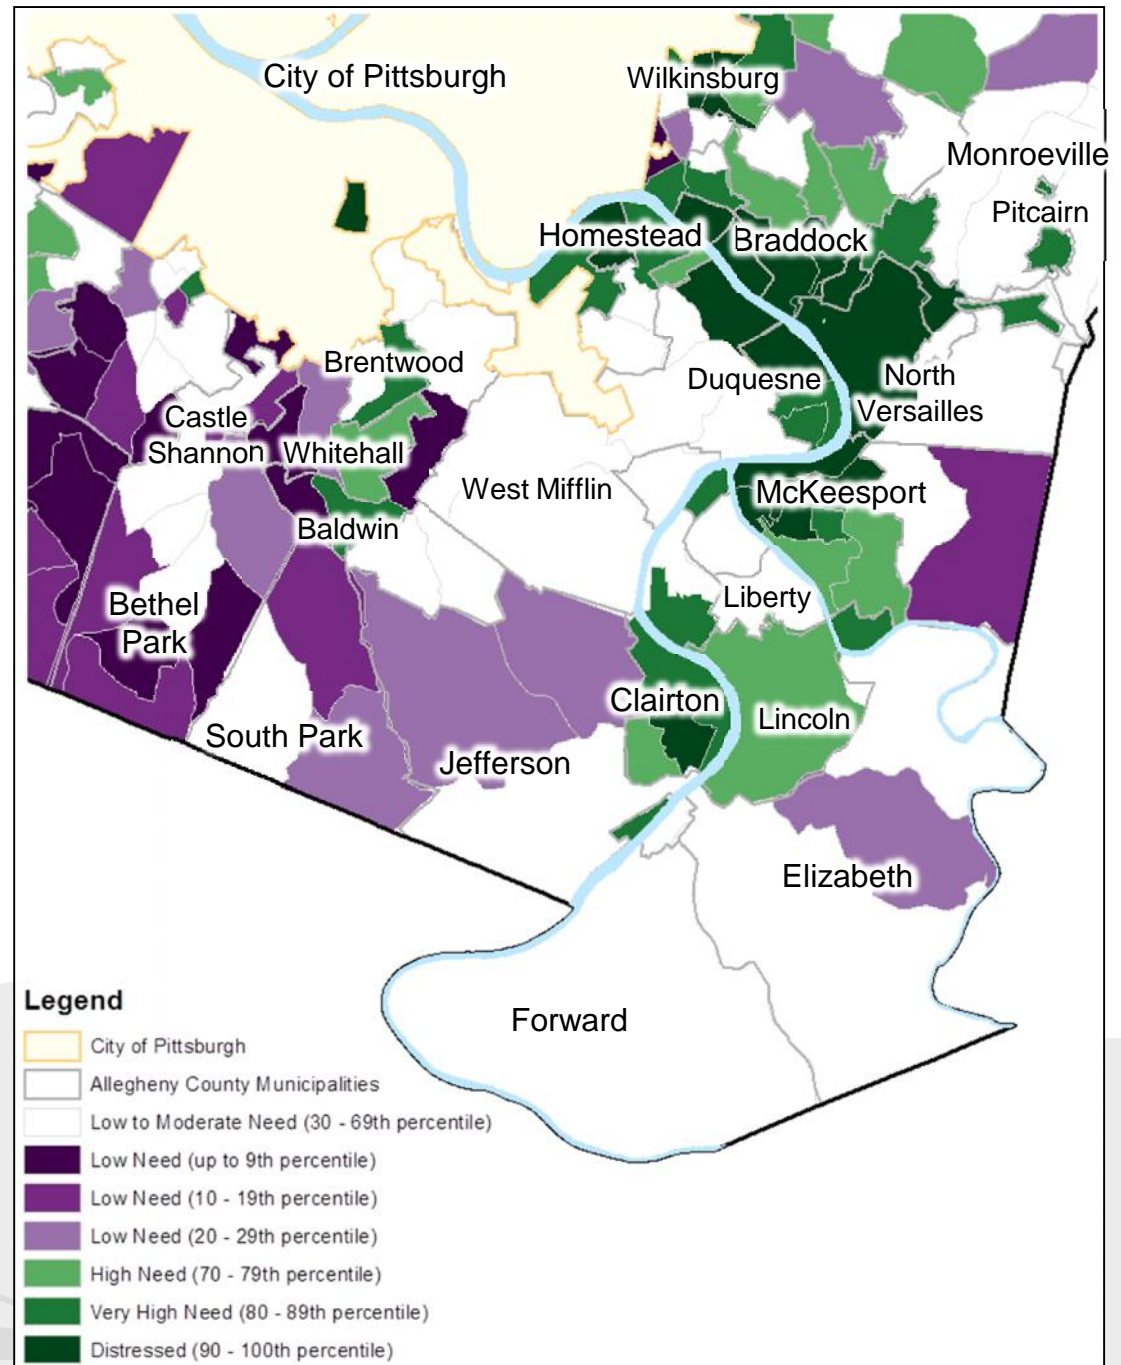 City of Pittsburgh
Wilkinsburg
Monroeville
Pitcairn
Homestead
Braddock
Brentwood
Duquesne
North
Versailles
Castle
Shannon
Whitehall
West Mifflin
McKeesport
Baldwin
Bethel
Park
Liberty
Clairton
Lincoln
South Park
Jefferson
Elizabeth
Forward
Legend
City of Pittsburgh
Allegheny County Municipalities
Low to Moderate Need (30 - 69th percentile)
Low Need (up to 9th percentile)
Low Need (10 - 19th percentile)
Low Need (20 - 29th percentile)
High Need (70 - 79th percentile)
Very High Need (80 - 89th percentile)
Distressed (90 - 100th percentile)